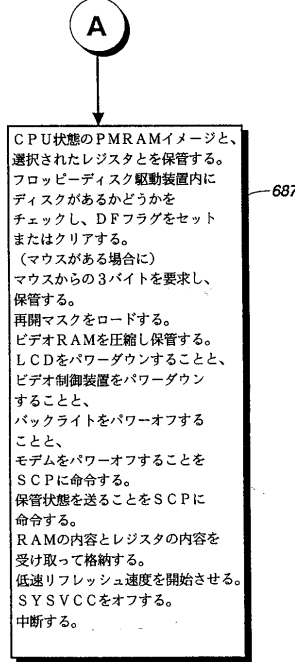 A
CPU状態のPMRAMイメージと、
選択されたレジスタとを保管する。
フロッピーディスク駆動装置内に
ディスクがあるかどうかを
チェックし、DFフラグをセット
またはクリアする。
(マウスがある場合に)
マウスからの3バイトを要求し、
保管する。
再開マスクをロードする。
ビデオRAMを圧縮し保管する。
LCDをパワーダウンすることと、
ビデオ制御装置をパワーダウン
することと、
バックライトをパワーオフする
ことと、
モデムをパワーオフすることを
SCPに命令する。
保管状態を送ることをSCPに
命令する。
RAMの内容とレジスタの内容を
受け取って格納する。
低速リフレッシュ速度を開始させる。
SYSVCCをオフする。
中断する。
687